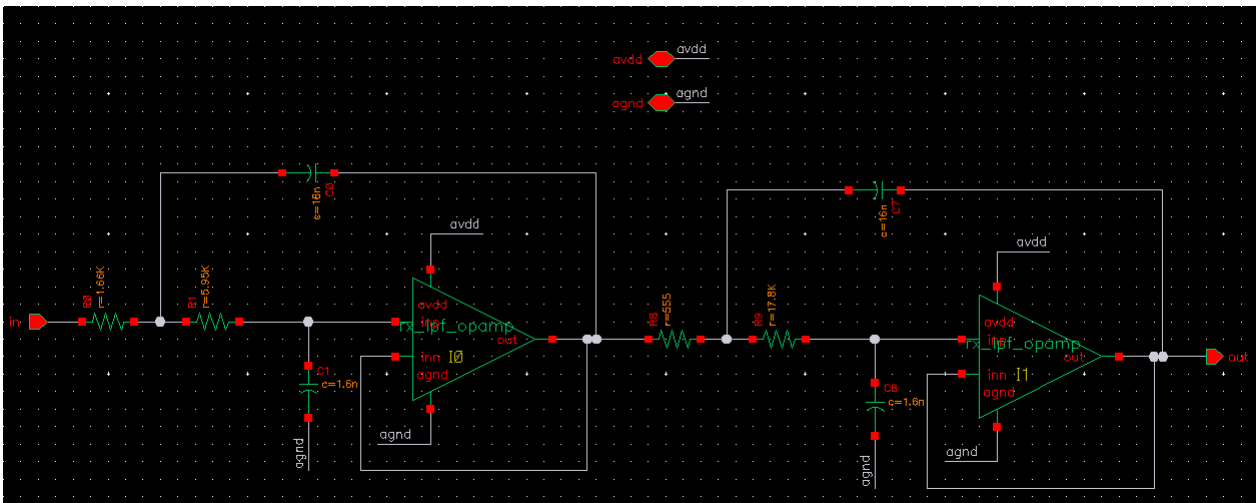 avdd avdd
agnd agnd
C0
c=16n
C7
c=16n
avdd
avdd
R0
r=1.66K
R1
r=5.95K
R8
r=555
R9
r=17.8K
in
avdd
inp
rx_lpf_opamp
out
inn I0
agnd
C1
c=1.6n
agnd
agnd
avdd
inp
rx_lpf_opamp
out
inn I1
agnd
out
C6
c=1.6n
agnd
agnd